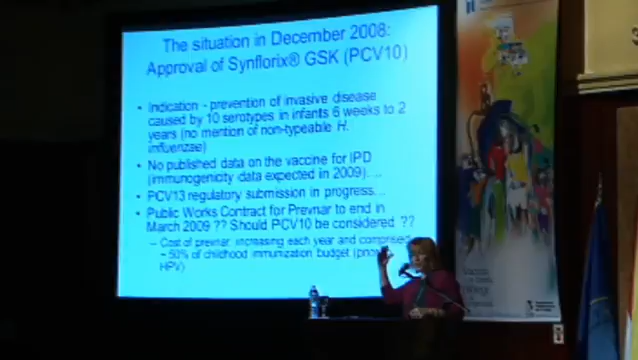 The situation in December 2008:
Approval of Synflorix® GSK (PCV10)
• Indication - prevention of invasive disease
caused by 10 serotypes in infants 6 weeks to 2
years (no mention of non-typeable H.
influenzae)
• No published data on the vaccine for IPD
(immunogenicity data expected in 2009)....
• PCV13 regulatory submission in progress...
• Public Works Contract for Prevnar to end in
March 2009 ?? Should PCV10 be considered ??
– Cost of prevnar increasing each year and comprised
~ 50% of childhood immunization budget (prior
HPV)